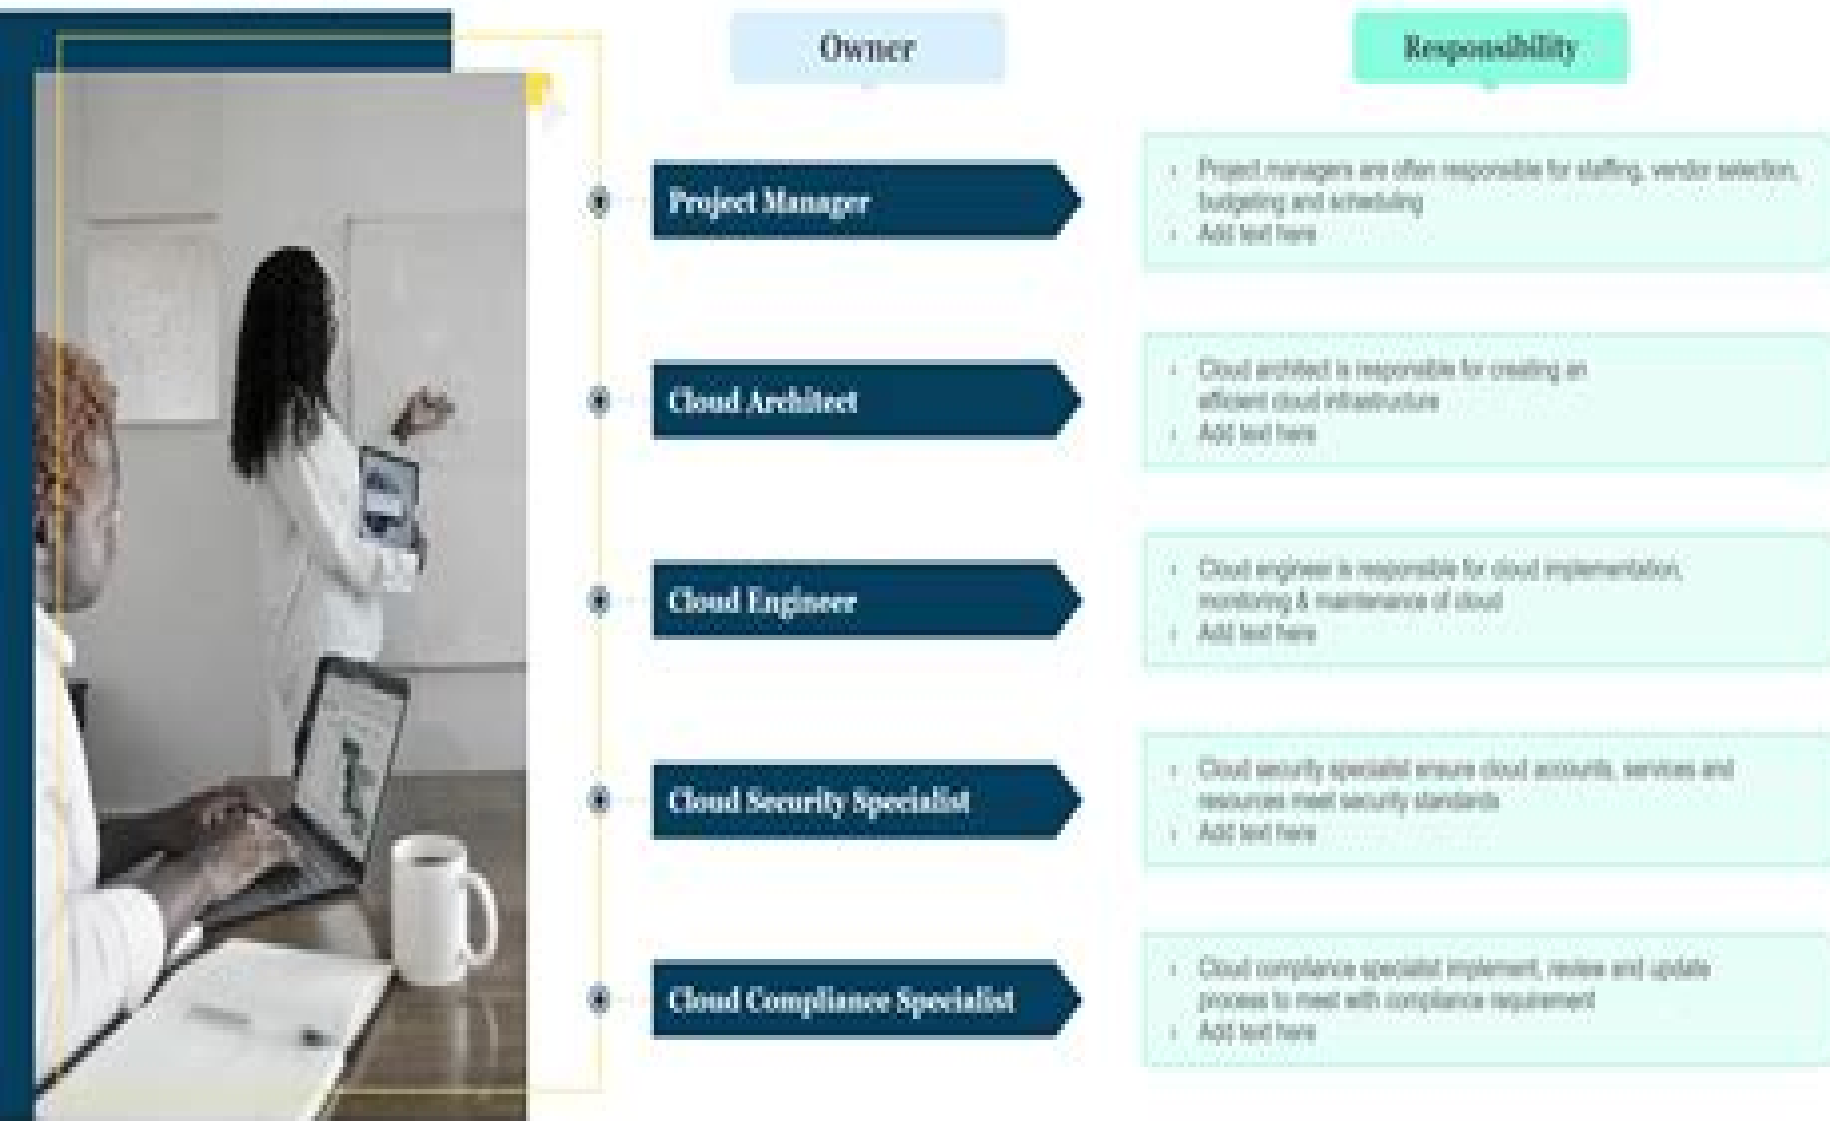 Owner
Responsibility
Project Manager
• Project managers are often responsible for staffing, vendor selection,
budgeting and scheduling
• Add text here
Cloud Architect
• Cloud architect is responsible for creating an
efficient cloud infrastructure
• Add text here
Cloud Engineer
• Cloud engineer is responsible for cloud implementation,
monitoring & maintenance of cloud
• Add text here
Cloud Security Specialist
• Cloud security specialist ensure cloud accounts, services and
resources meet security standards
• Add text here
Cloud Compliance Specialist
• Cloud compliance specialist implement, review and update
process to meet with compliance requirement
• Add text here